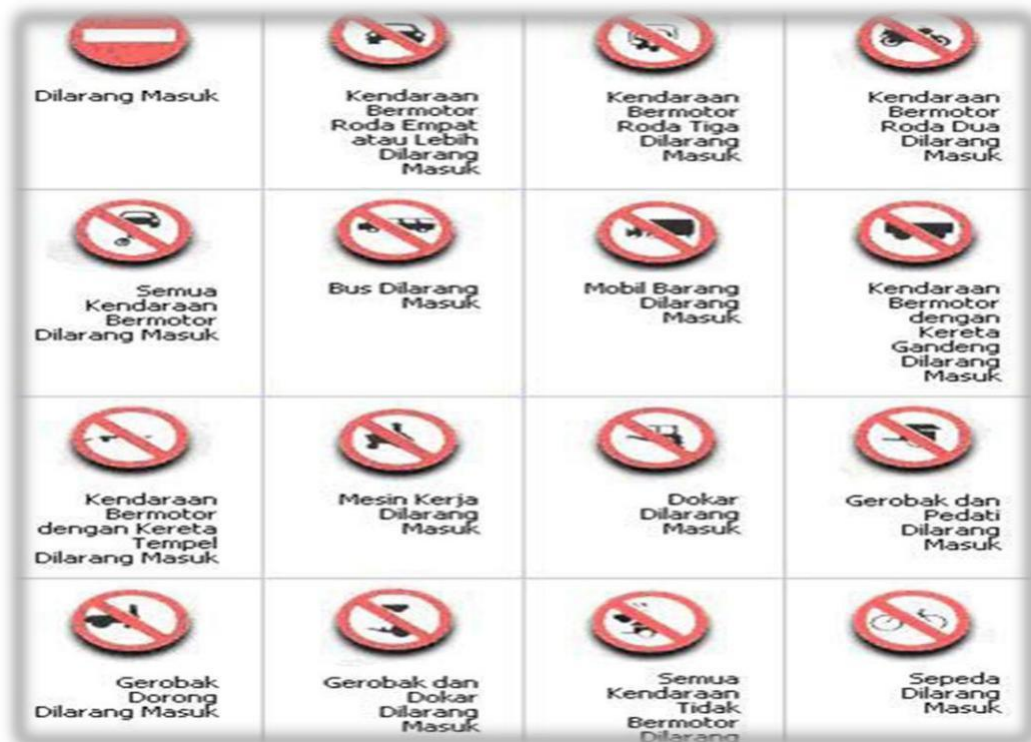 Dilarang Masuk
Kendaraan
Bermotor
Roda Empat
atau Lebih
Dilarang
Masuk
Kendaraan
Bermotor
Roda Tiga
Dilarang
Masuk
Kendaraan
Bermotor
Roda Dua
Dilarang
Masuk
Semua
Kendaraan
Bermotor
Dilarang Masuk
Bus Dilarang
Masuk
Mobil Barang
Dilarang
Masuk
Kendaraan
Bermotor
dengan
Kereta
Gandeng
Dilarang
Masuk
Kendaraan
Bermotor
dengan Kereta
Tempel
Dilarang Masuk
Mesin Kerja
Dilarang
Masuk
Dokar
Dilarang
Masuk
Gerobak dan
Pedati
Dilarang
Masuk
Gerobak
Dorong
Dilarang Masuk
Gerobak dan
Dokar
Dilarang
Masuk
Semua
Kendaraan
Tidak
Bermotor
Dilarang
Sepeda
Dilarang
Masuk